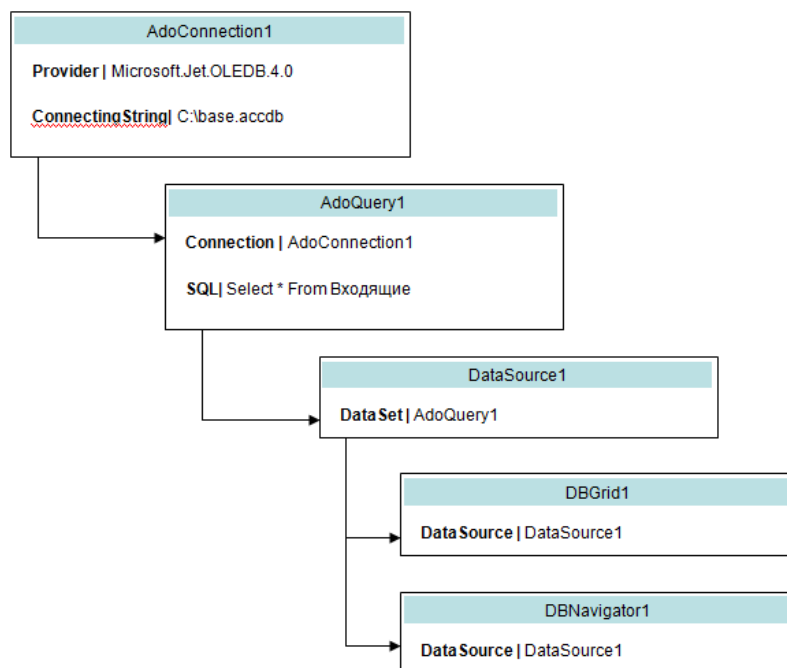 AdoConnection1
Provider | Microsoft.Jet.OLEDB.4.0
ConnectingString| C:\base.accdb
AdoQuery1
Connection | AdoConnection1
SQL| Select * From Входящие
DataSource1
DataSet | AdoQuery1
DBGrid1
DataSource | DataSource1
DBNavigator1
DataSource | DataSource1